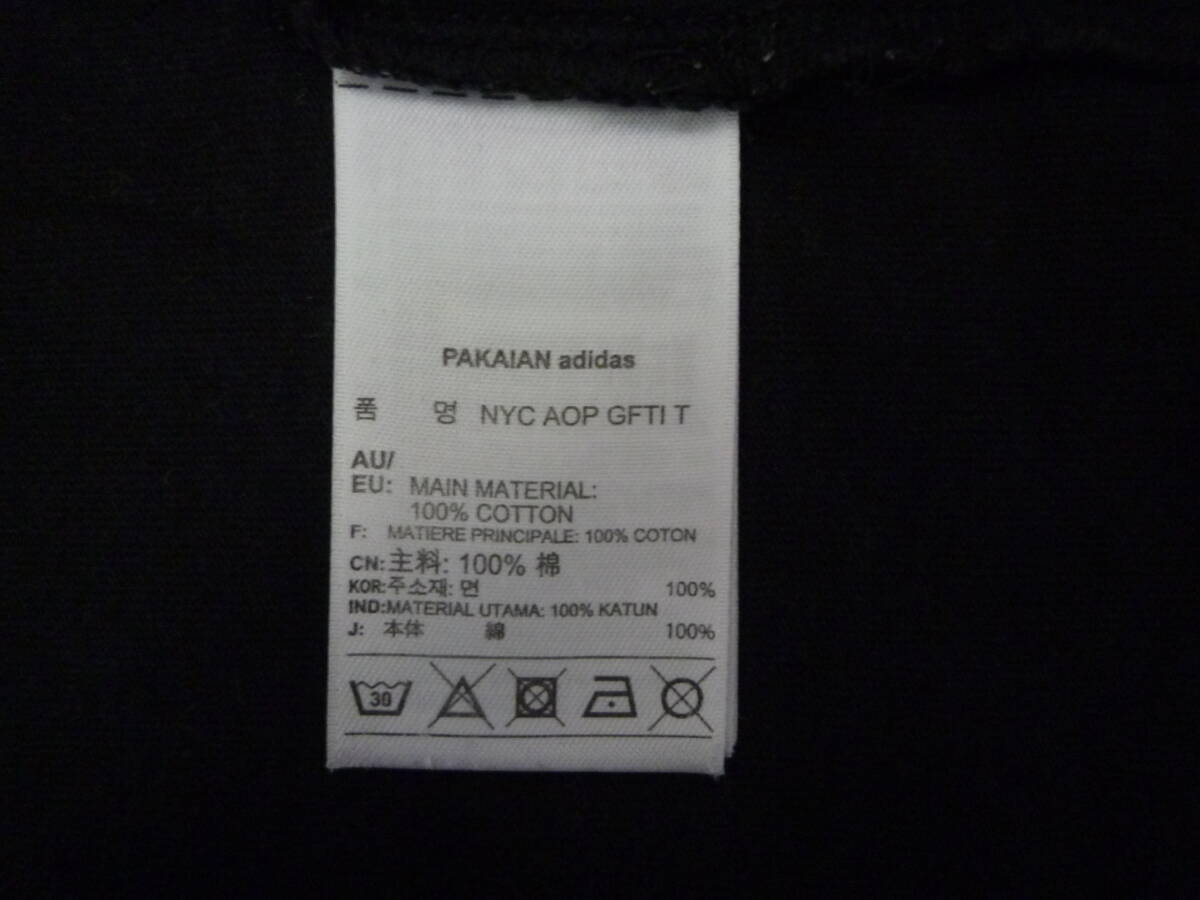 PAKAIAN adidas
품 명 NYC AOP GFTI T
AU/
EU: MAIN MATERIAL:
100% COTTON
F: MATIERE PRINCIPALE: 100% COTON
CN:主料: 100% 棉
KOR:주소재: 면 100%
IND:MATERIAL UTAMA: 100% KATUN
J: 本体 綿 100%
30